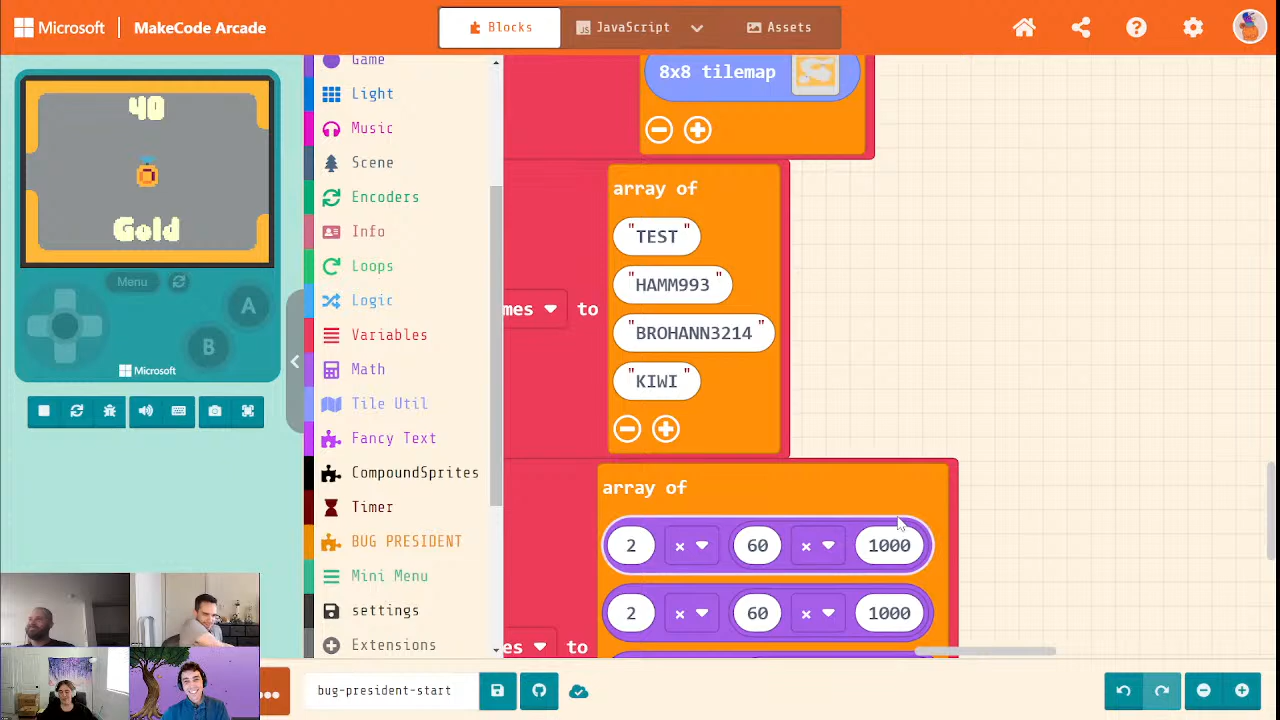 Microsoft
MakeCode Arcade
Blocks
JS JavaScript
Assets
40
Gold
Menu
A
B
Microsoft
Game
Light
Music
Scene
Encoders
Info
Loops
Logic
Variables
Math
Tile Util
Fancy Text
CompoundSprites
Timer
BUG PRESIDENT
Mini Menu
settings
Extensions
8x8 tilemap
array of
"TEST "
"HAMM993 "
mes to
"BROHANN3214 "
"KIWI "
array of
2 × 60 × 1000
2 × 60 × 1000
es to
bug-president-start